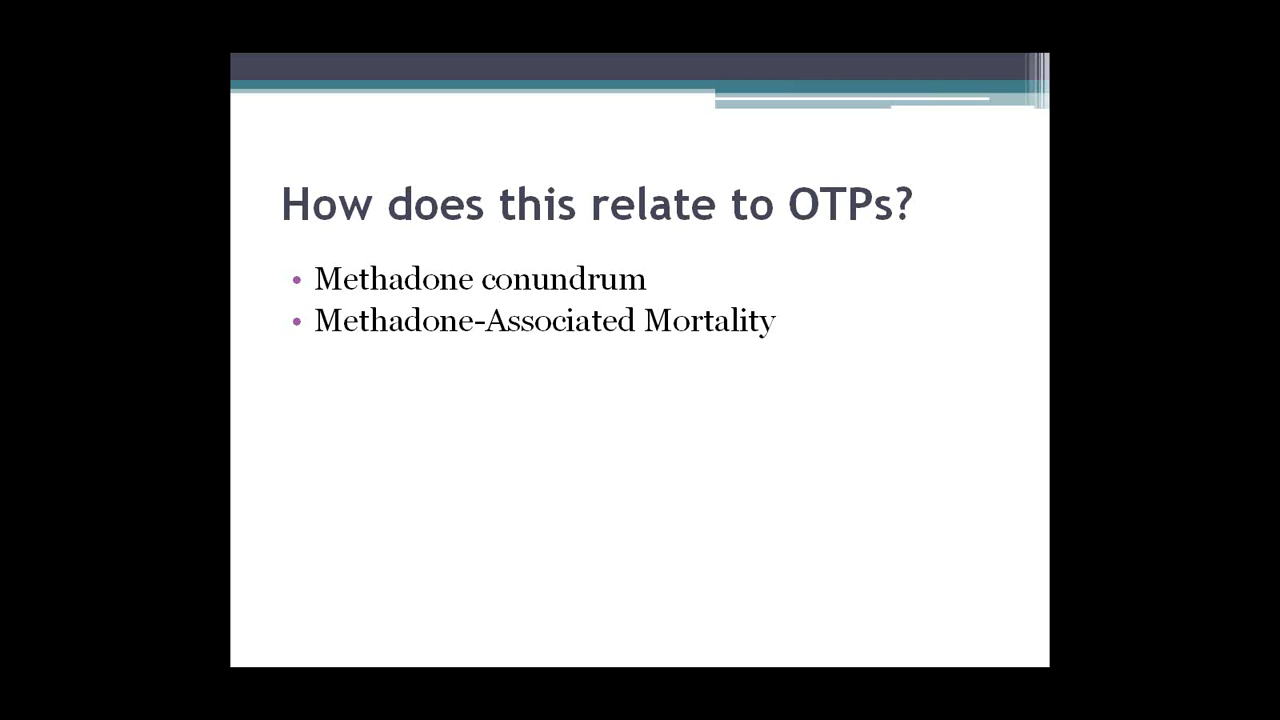 How does this relate to OTPs?
• Methadone conundrum
• Methadone-Associated Mortality